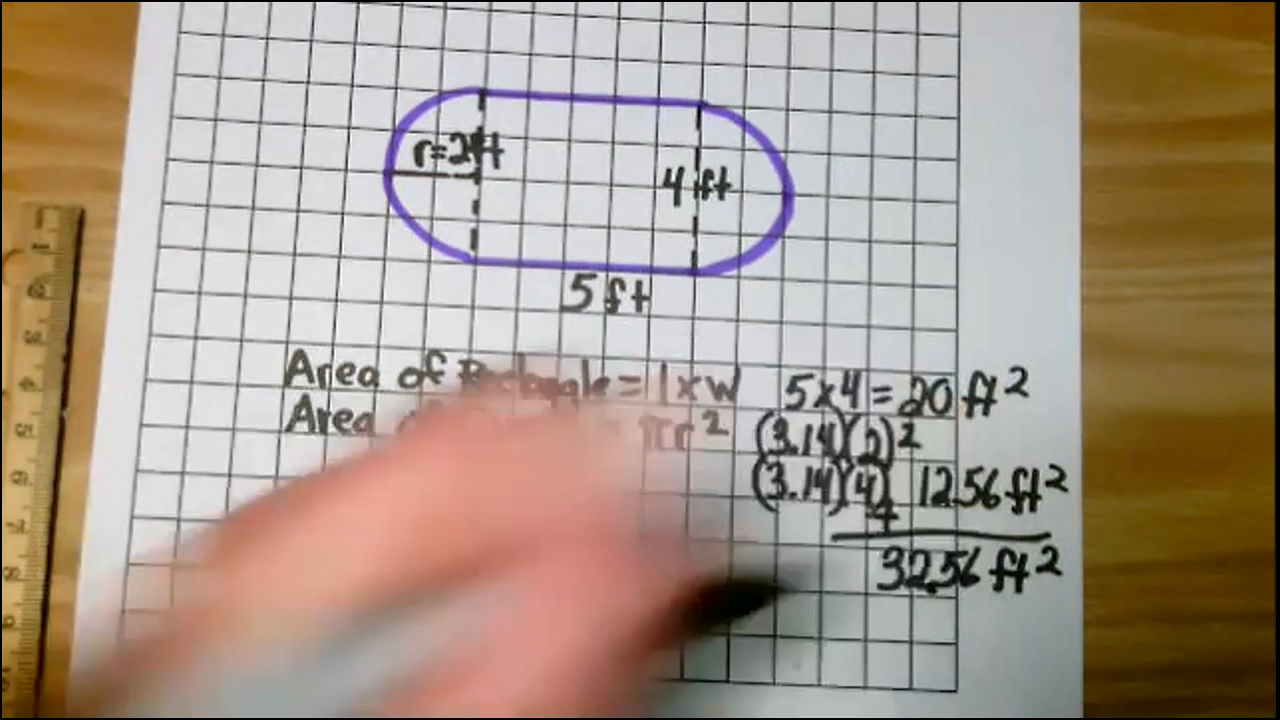 r=2ft
4 ft
5 ft
Area of Rectangle = l x w 5x4 = 20 ft²
Area πr² (3.14)(2)²
(3.14)(4) 12.56 ft²
+
32.56 ft²